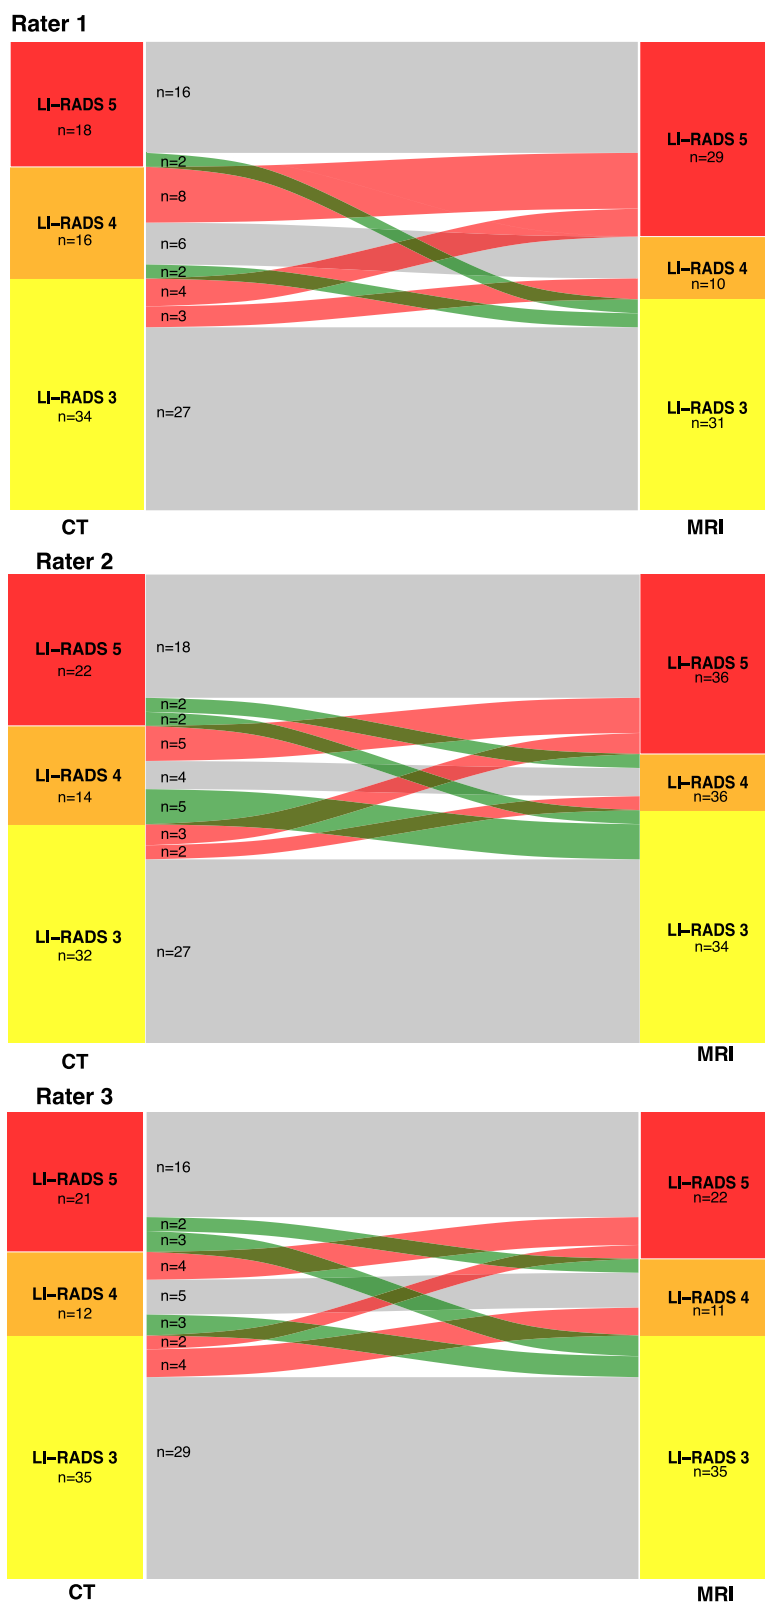 Rater 1
LI–RADS 5
n=18
LI–RADS 4
n=16
LI–RADS 3
n=34
n=16
n=2
n=8
n=6
n=2
n=4
n=3
n=27
LI–RADS 5
n=29
LI–RADS 4
n=10
LI–RADS 3
n=31
CT
MRI
Rater 2
LI–RADS 5
n=22
LI–RADS 4
n=14
LI–RADS 3
n=32
n=18
n=2
n=2
n=5
n=4
n=5
n=3
n=2
n=27
LI–RADS 5
n=36
LI–RADS 4
n=36
LI–RADS 3
n=34
CT
MRI
Rater 3
LI–RADS 5
n=21
LI–RADS 4
n=12
LI–RADS 3
n=35
n=16
n=2
n=3
n=4
n=5
n=3
n=2
n=4
n=29
LI–RADS 5
n=22
LI–RADS 4
n=11
LI–RADS 3
n=35
CT
MRI